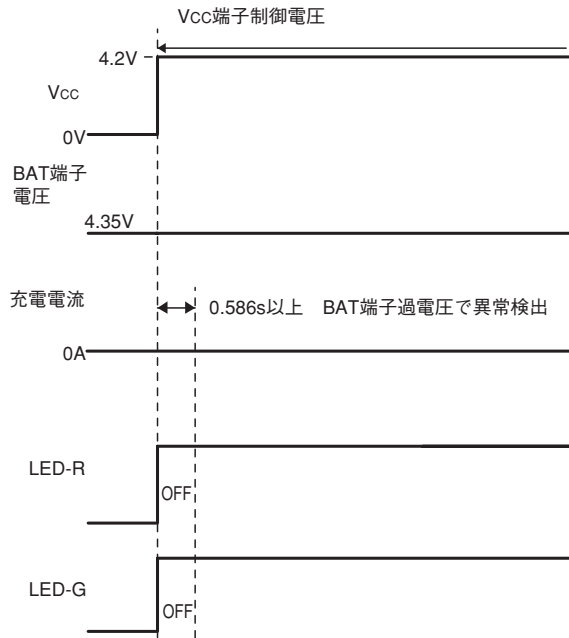 Vcc端子制御電圧
4.2V
Vcc
0V
BAT端子
電圧
4.35V
充電電流
0.586s以上 BAT端子過電圧で異常検出
0A
LED-R
OFF
LED-G
OFF